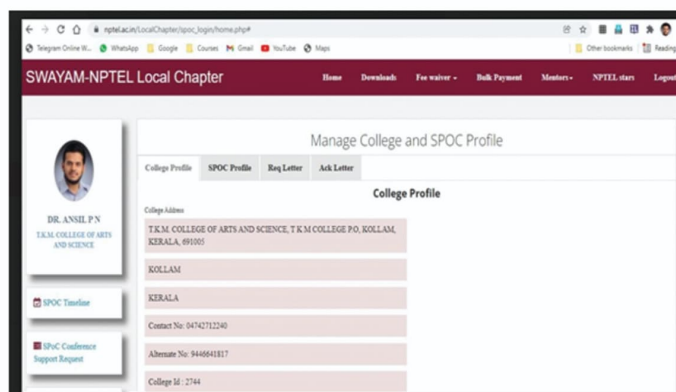 nptel.ac.in/LocalChapter/spoc_login/home.php#
Telegram Online W... WhatsApp Google Courses Gmail YouTube Maps Other bookmarks Reading
SWAYAM-NPTEL Local Chapter
Home Downloads Fee waiver Bulk Payment Mentors NPTEL stars Logout
Manage College and SPOC Profile
College Profile SPOC Profile Req Letter Ack Letter
College Profile
DR. ANSIL P N
T.K.M. COLLEGE OF ARTS
AND SCIENCE
SPOC Timeline
SPoC Conference
Support Request
College Address
T.K.M. COLLEGE OF ARTS AND SCIENCE, T K M COLLEGE P.O, KOLLAM,
KERALA, 691005
KOLLAM
KERALA
Contact No: 04742712240
Alternate No: 9446641817
College Id : 2744